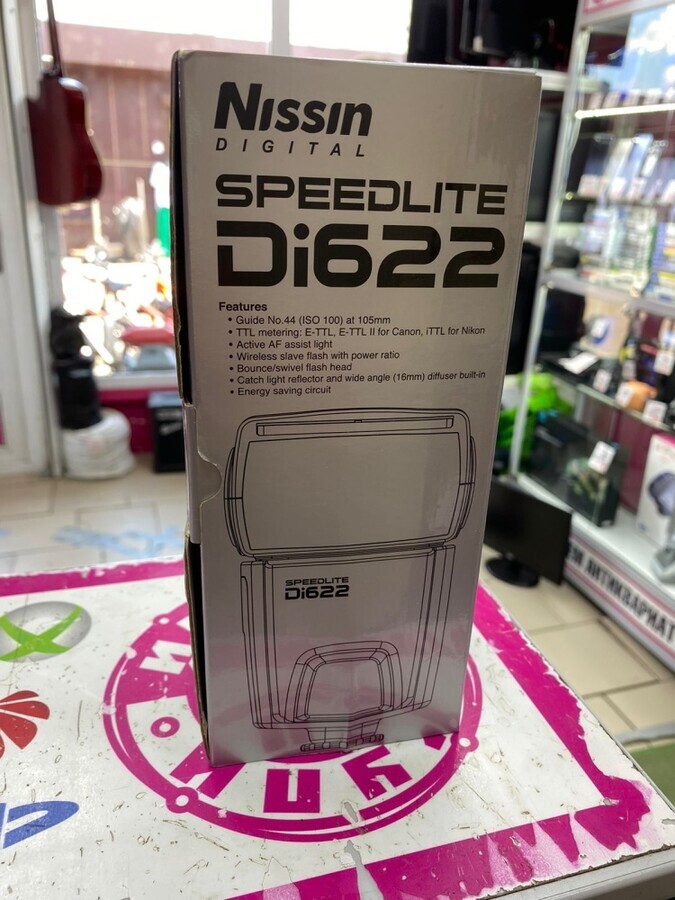 Nissin
DIGITAL
SPEEDLITE
Di622
Features
• Guide No.44 (ISO 100) at 105mm
• TTL metering: E-TTL, E-TTL II for Canon, iTTL for Nikon
• Active AF assist light
• Wireless slave flash with power ratio
• Bounce/swivel flash head
• Catch light reflector and wide angle (16mm) diffuser built-in
• Energy saving circuit
SPEEDLITE
Di622
АНТИКВАРИАТ